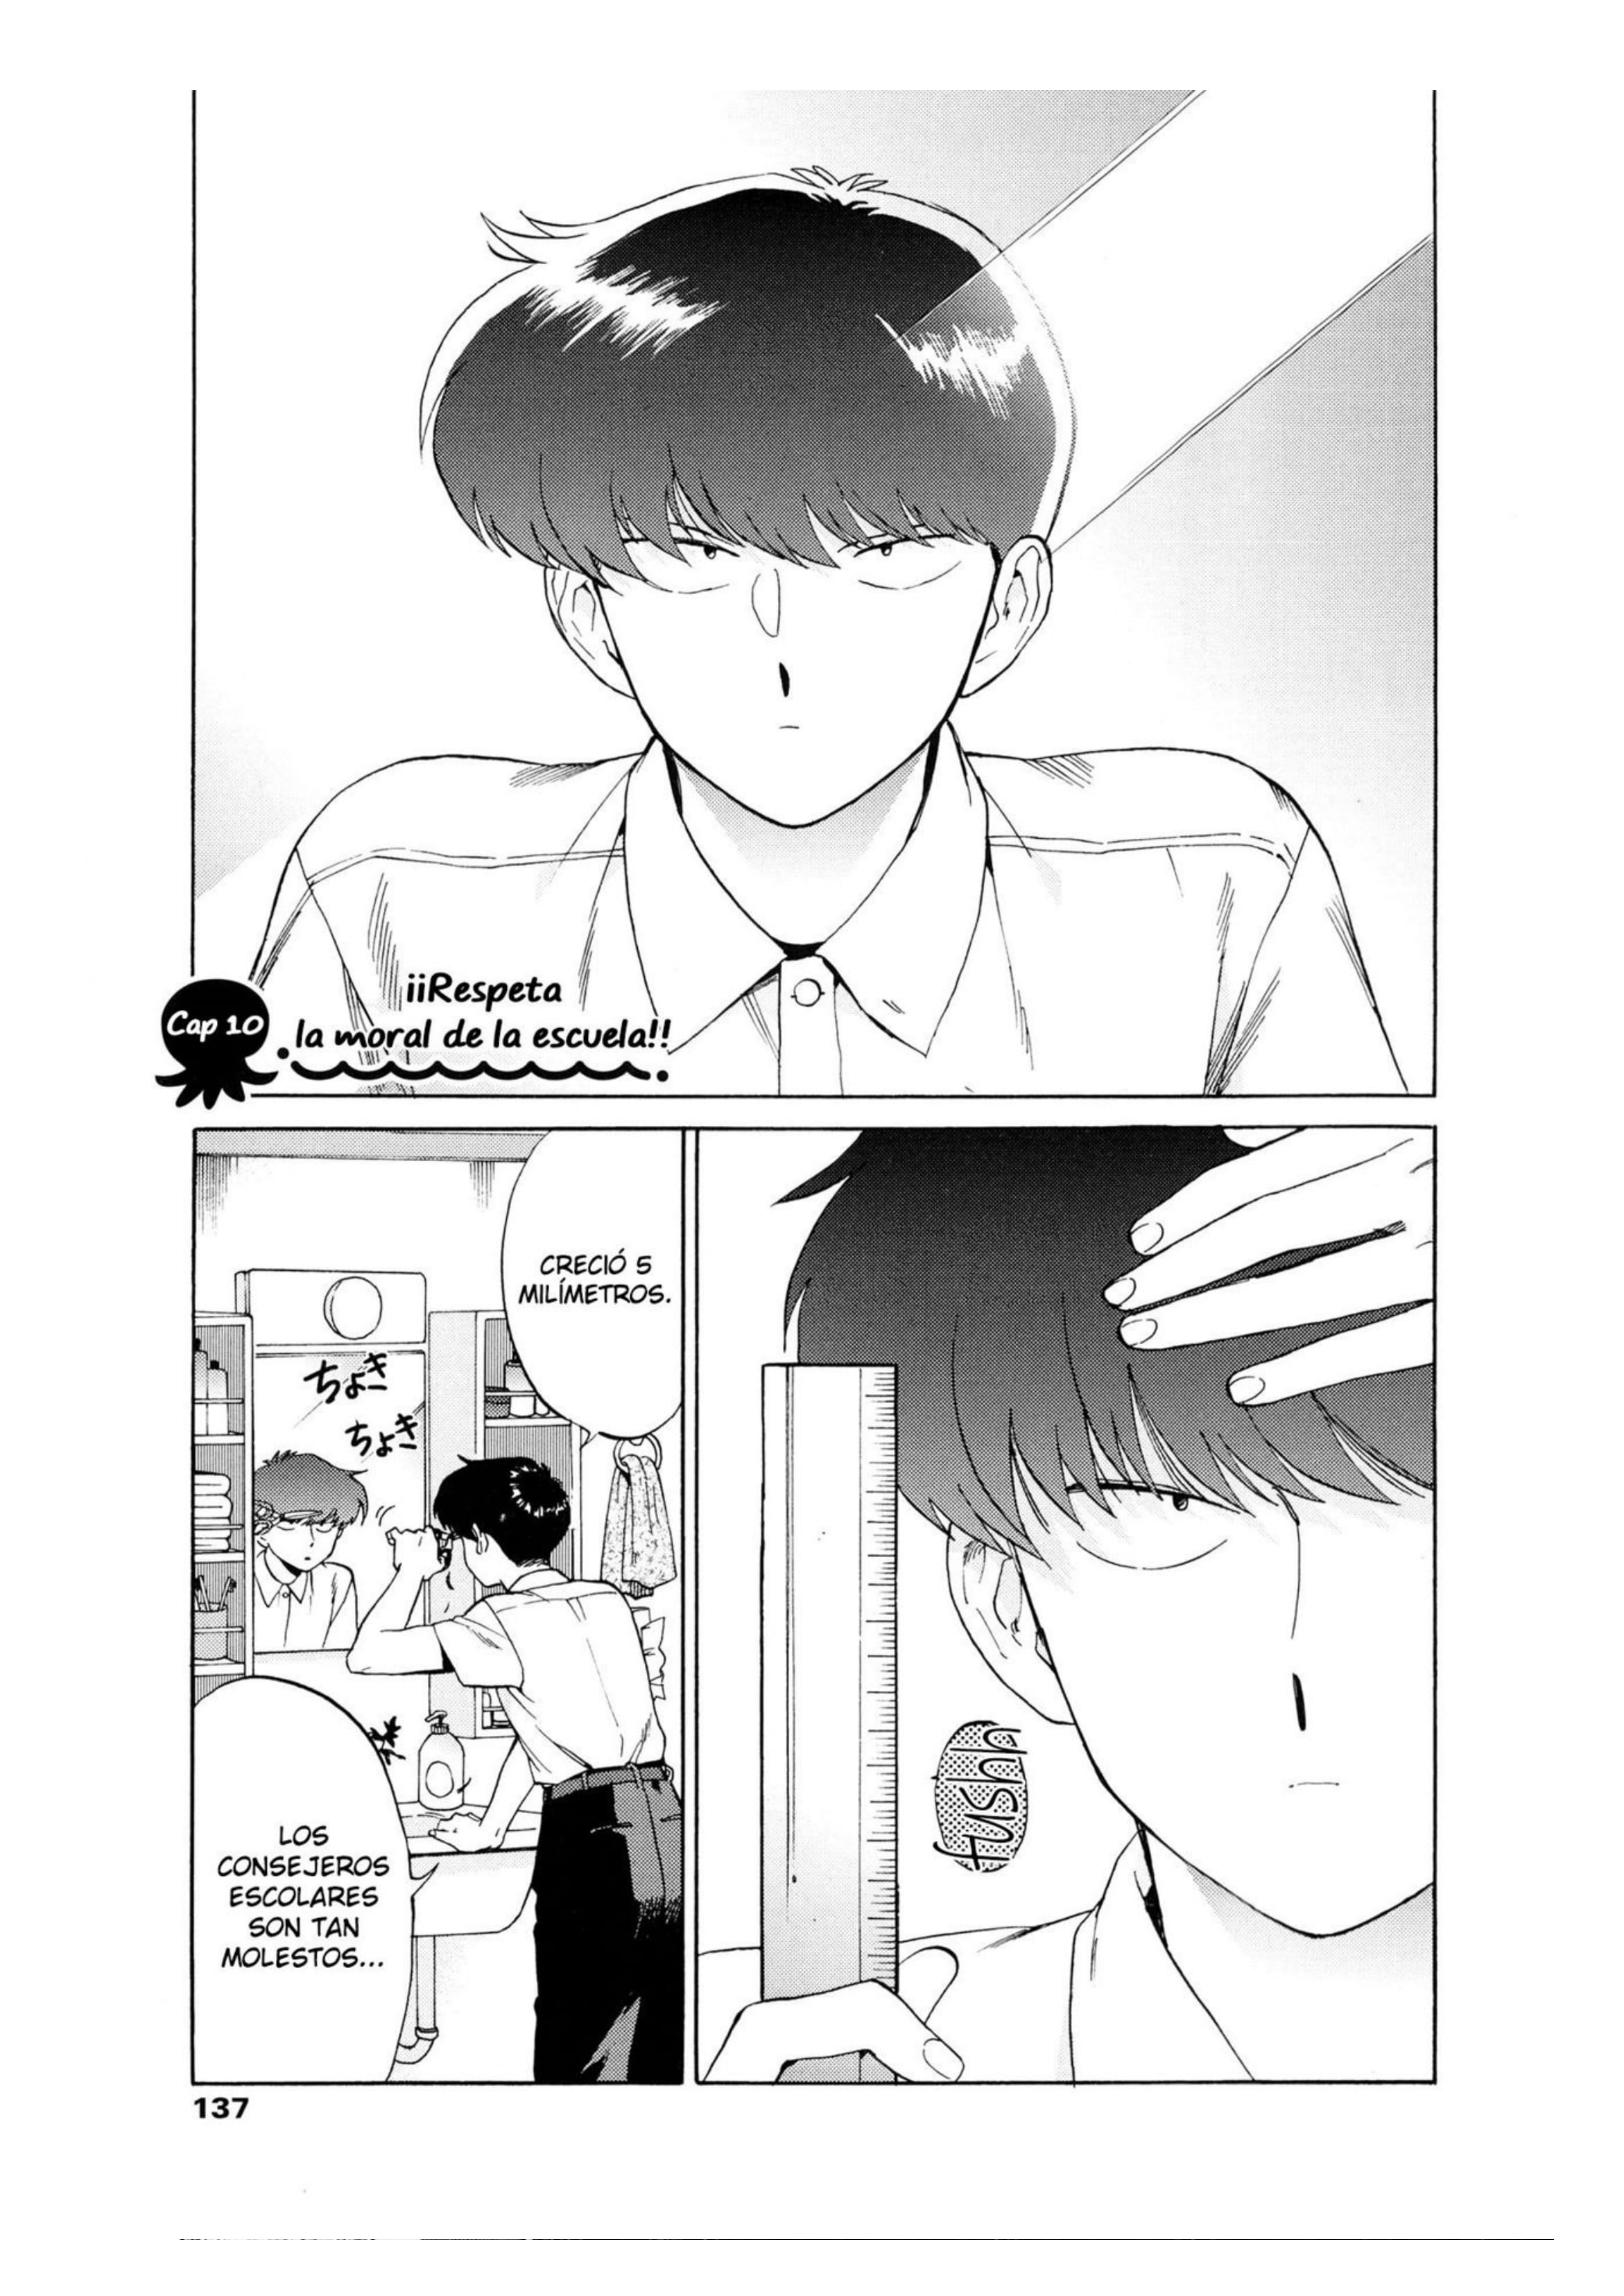 Cap 10
¡¡Respeta
la moral de la escuela!!
FUSHH
CRECIÓ 5
MILÍMETROS.
ちょき
ちょき
LOS
CONSEJEROS
ESCOLARES
SON TAN
MOLESTOS...
137